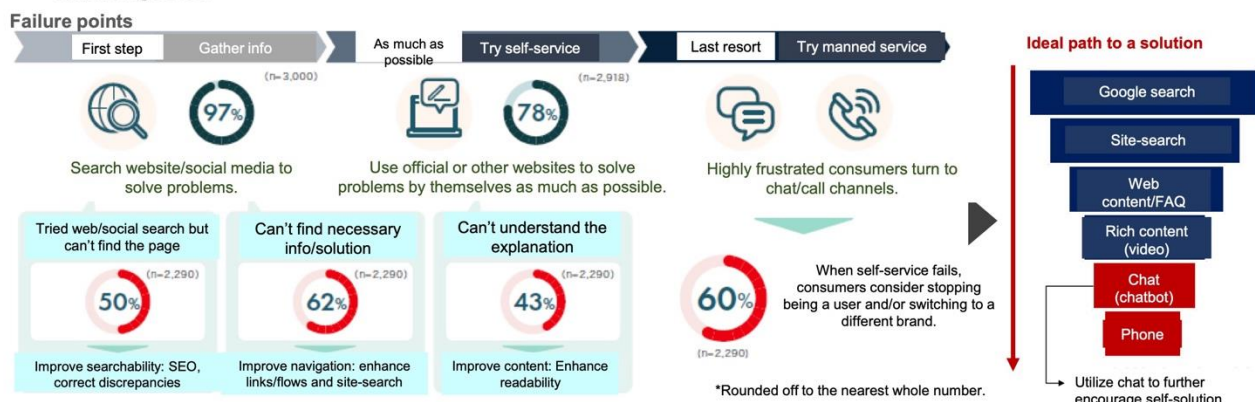 Failure points
First step
Gather info
As much as
possible
Try self-service
Last resort
Try manned service
(n=3,000)
97%
(n=2,918)
78%
Search website/social media to
solve problems.
Use official or other websites to solve
problems by themselves as much as possible.
Highly frustrated consumers turn to
chat/call channels.
Tried web/social search but
can't find the page
(n=2,290)
50%
Improve searchability: SEO,
correct discrepancies
Can't find necessary
info/solution
(n=2,290)
62%
Improve navigation: enhance
links/flows and site-search
Can't understand the
explanation
(n=2,290)
43%
Improve content: Enhance
readability
60%
(n=2,290)
When self-service fails,
consumers consider stopping
being a user and/or switching to a
different brand.
*Rounded off to the nearest whole number.
Ideal path to a solution
Google search
Site-search
Web
content/FAQ
Rich content
(video)
Chat
(chatbot)
Phone
Utilize chat to further
encourage self-solution